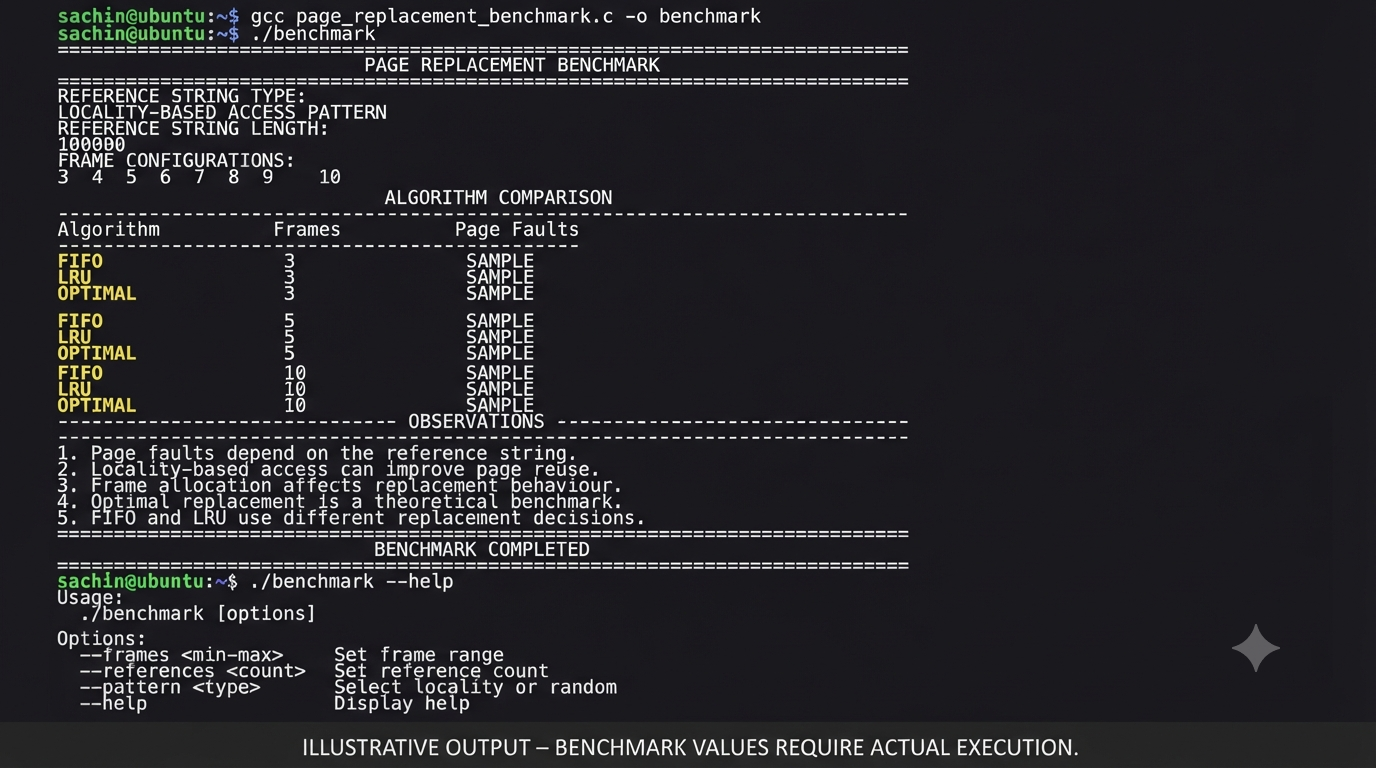 sachin@ubuntu:~$ gcc page_replacement_benchmark.c -o benchmark
sachin@ubuntu:~$ ./benchmark
===========================================================================
PAGE REPLACEMENT BENCHMARK
===========================================================================
REFERENCE STRING TYPE:
LOCALITY-BASED ACCESS PATTERN
REFERENCE STRING LENGTH:
100000
FRAME CONFIGURATIONS:
3 4 5 6 7 8 9 10
ALGORITHM COMPARISON
---------------------------------------------------------------------------
Algorithm Frames Page Faults
----------------------------------------------
FIFO 3 SAMPLE
LRU 3 SAMPLE
OPTIMAL 3 SAMPLE
FIFO 5 SAMPLE
LRU 5 SAMPLE
OPTIMAL 5 SAMPLE
FIFO 10 SAMPLE
LRU 10 SAMPLE
OPTIMAL 10 SAMPLE
------------------------------ OBSERVATIONS -------------------------------
---------------------------------------------------------------------------
1. Page faults depend on the reference string.
2. Locality-based access can improve page reuse.
3. Frame allocation affects replacement behaviour.
4. Optimal replacement is a theoretical benchmark.
5. FIFO and LRU use different replacement decisions.
===========================================================================
BENCHMARK COMPLETED
===========================================================================
sachin@ubuntu:~$ ./benchmark --help
Usage:
./benchmark [options]
Options:
--frames <min-max> Set frame range
--references <count> Set reference count
--pattern <type> Select locality or random
--help Display help
ILLUSTRATIVE OUTPUT – BENCHMARK VALUES REQUIRE ACTUAL EXECUTION.